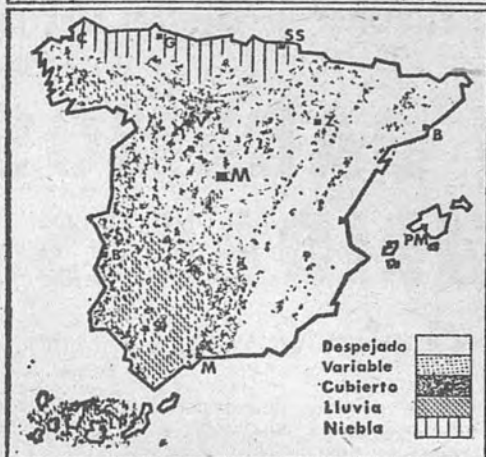 C G SS
V Z
B
M
PM
B
S
M
Despejado
Variable
Cubierto
Lluvia
Niebla